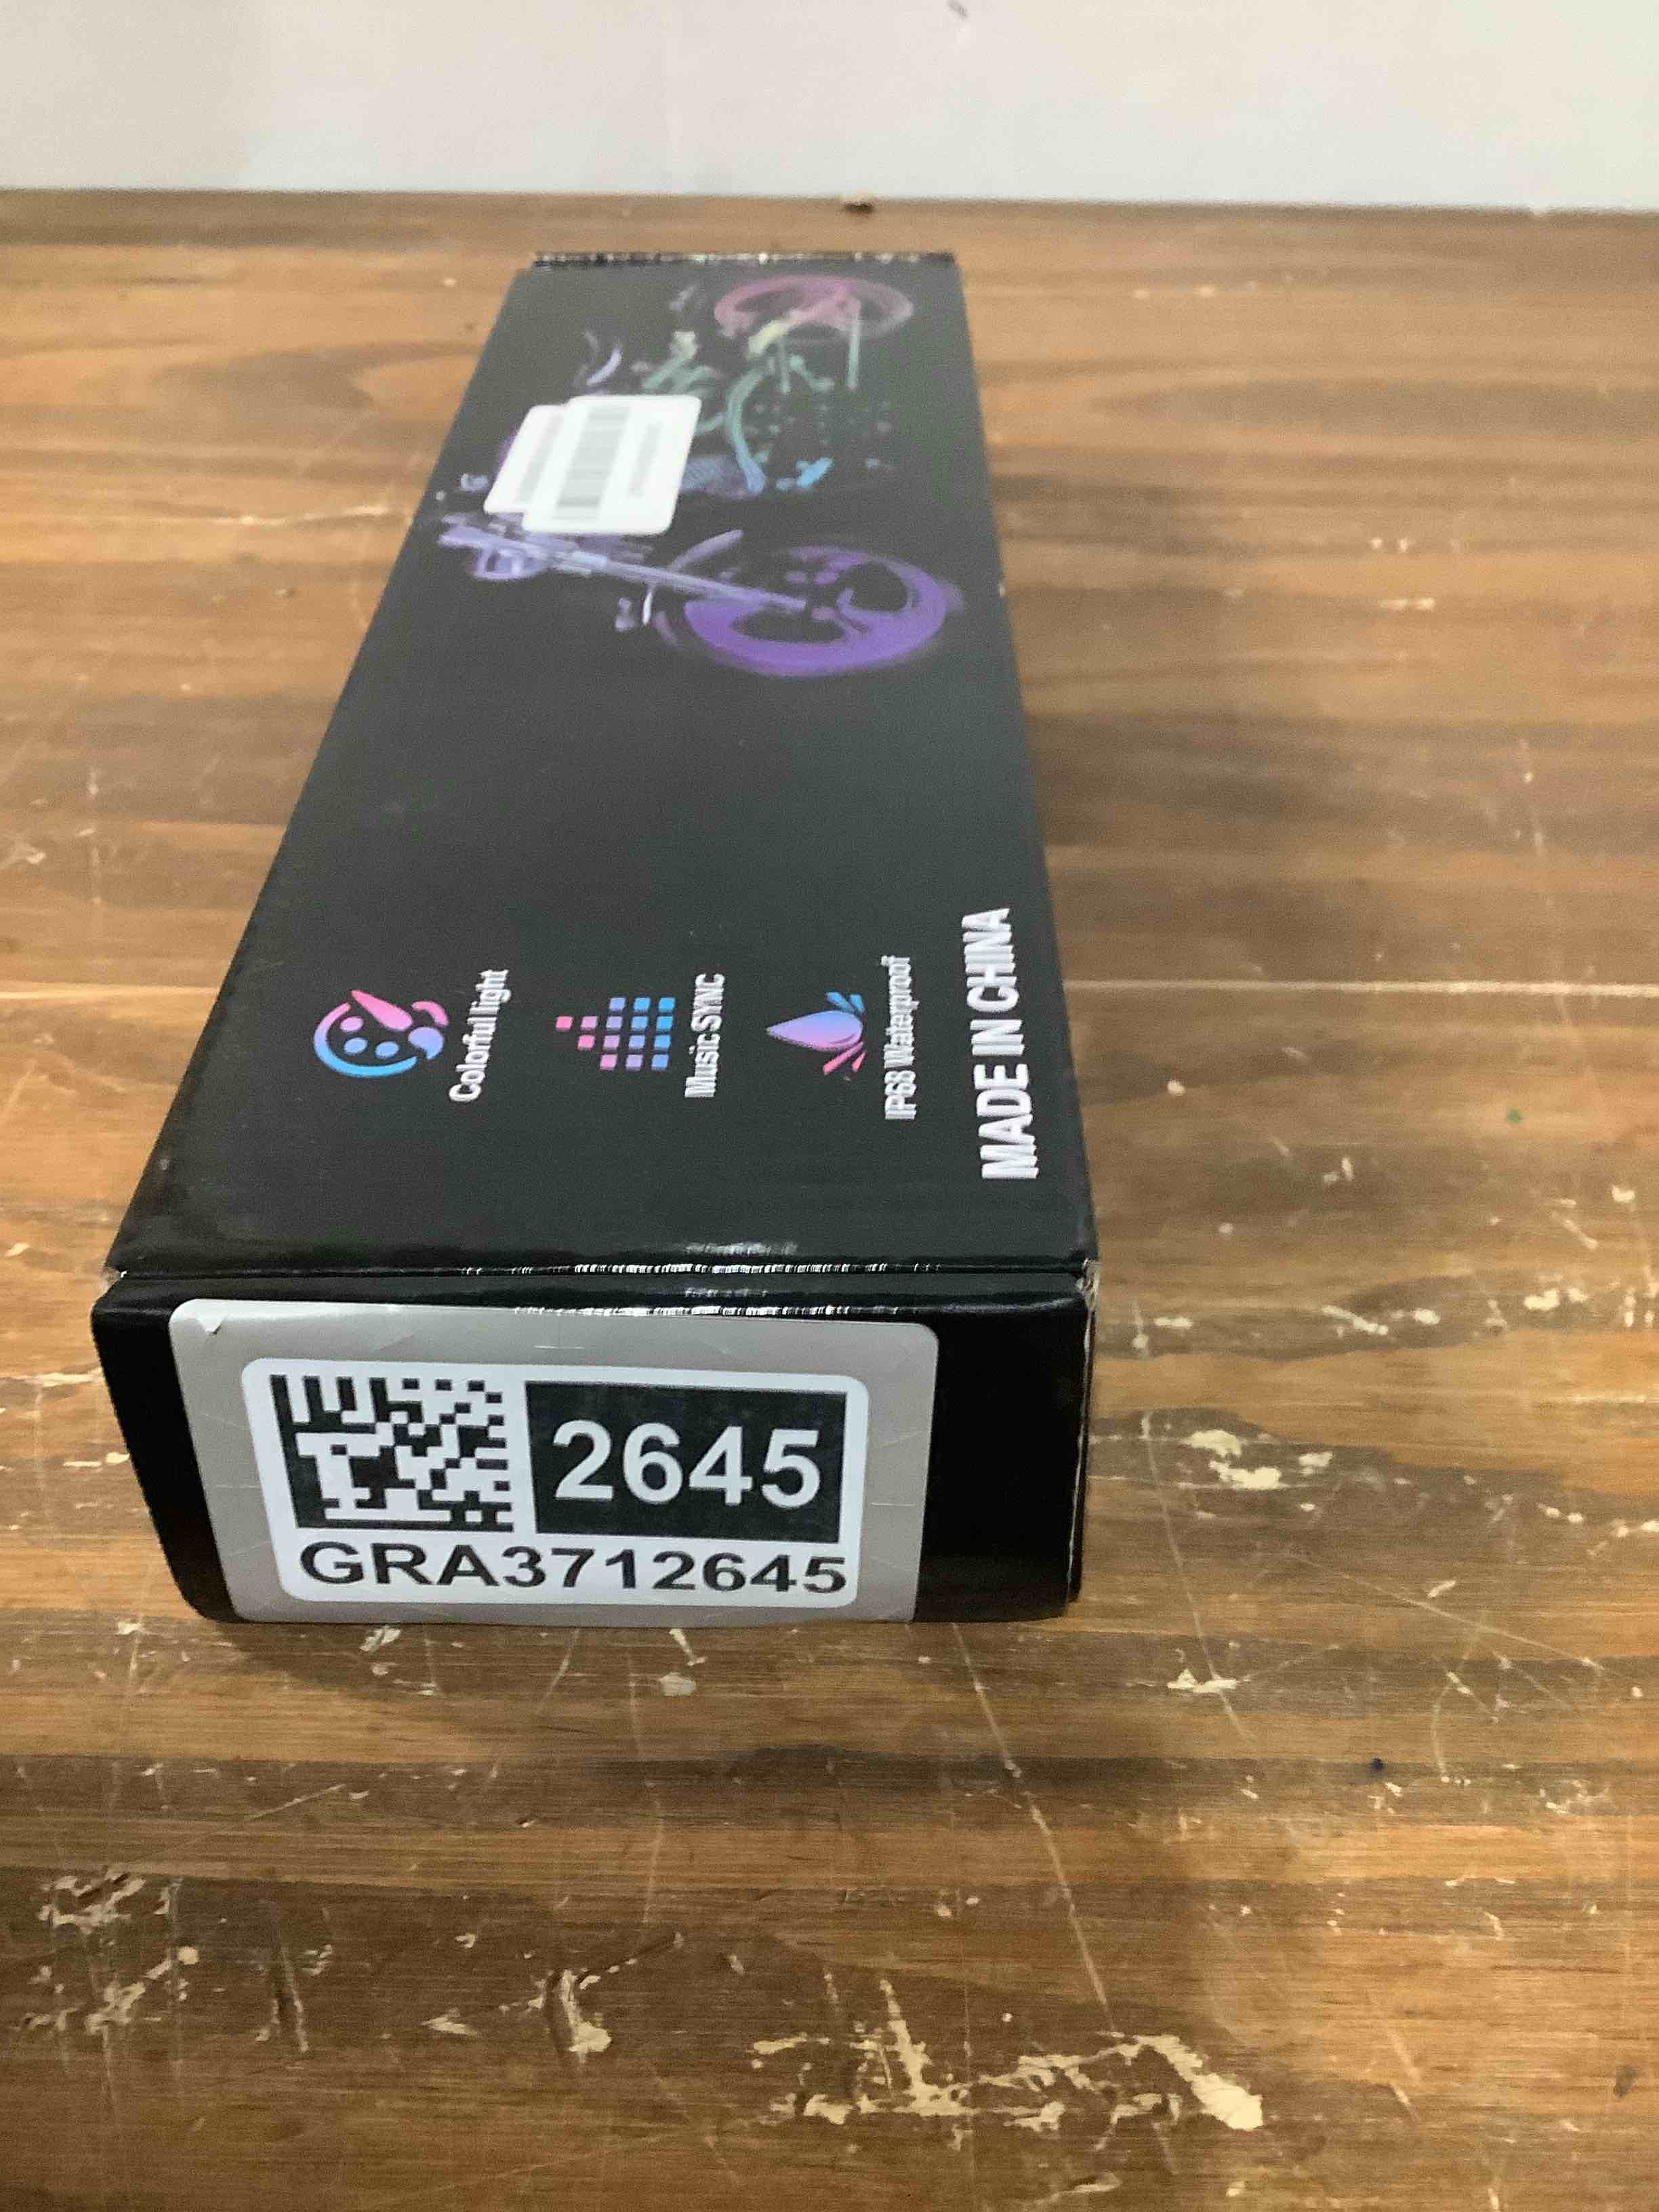 Colorful light
Music SYNC
IP68 Waterproof
MADE IN CHINA
2645
GRA3712645